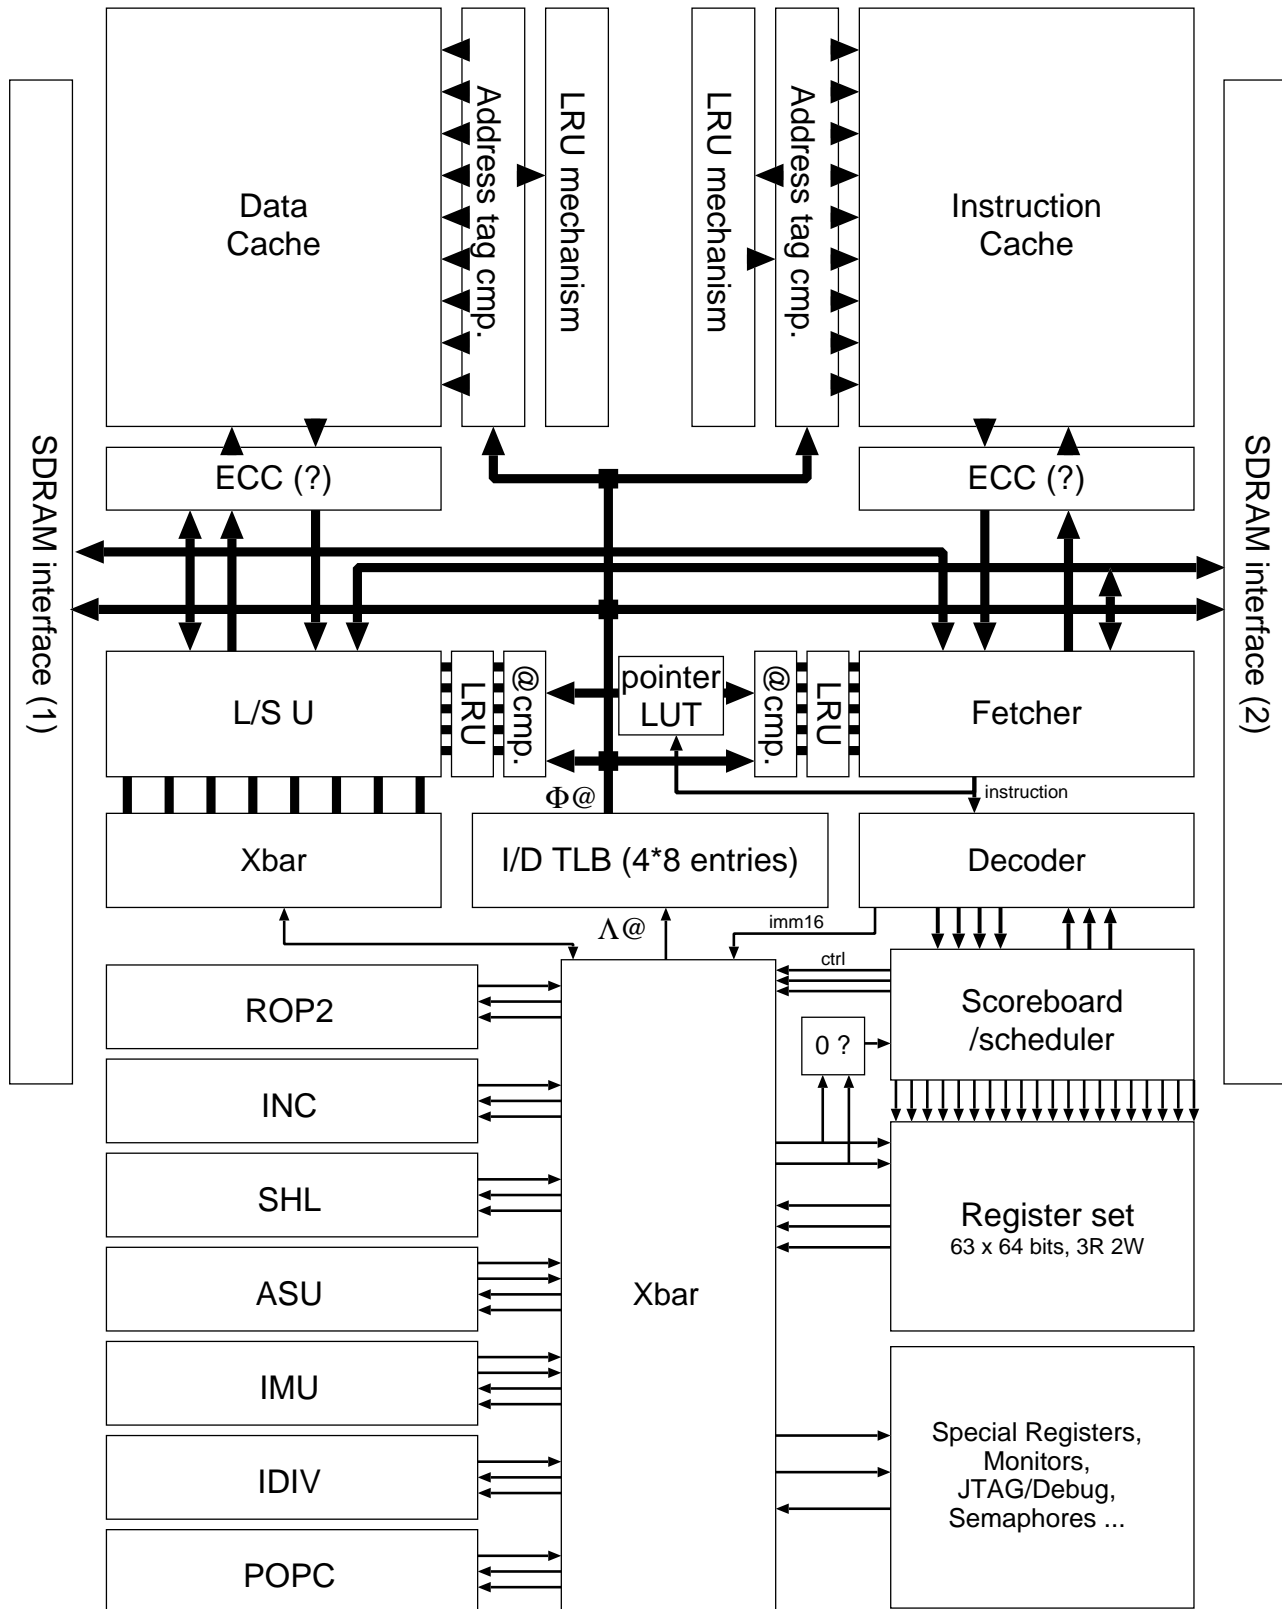 Data
Cache
Address tag cmp.
LRU mechanism
LRU mechanism
Address tag cmp.
Instruction
Cache
SDRAM interface (1)
SDRAM interface (2)
ECC (?)
ECC (?)
L/S U
LRU
@cmp.
pointer
LUT
@cmp.
LRU
Fetcher
Φ@
instruction
Xbar
I/D TLB (4*8 entries)
Decoder
Λ@
imm16
ctrl
ROP2
Scoreboard
/scheduler
0 ?
INC
SHL
Register set
63 x 64 bits, 3R 2W
ASU
Xbar
IMU
IDIV
Special Registers,
Monitors,
JTAG/Debug,
Semaphores ...
POPC